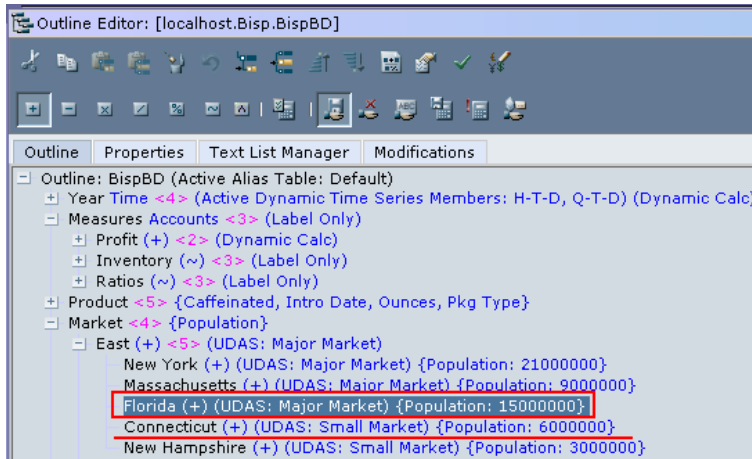 Outline Editor: [localhost.Bisp.BispBD]
Outline Properties Text List Manager Modifications
Outline: BispBD (Active Alias Table: Default)
Year Time <4> (Active Dynamic Time Series Members: H-T-D, Q-T-D) (Dynamic Calc)
Measures Accounts <3> (Label Only)
Profit (+) <2> (Dynamic Calc)
Inventory (~) <3> (Label Only)
Ratios (~) <3> (Label Only)
Product <5> {Caffeinated, Intro Date, Ounces, Pkg Type}
Market <4> {Population}
East (+) <5> (UDAS: Major Market)
New York (+) (UDAS: Major Market) {Population: 21000000}
Massachusetts (+) (UDAS: Major Market) {Population: 9000000}
Florida (+) (UDAS: Major Market) {Population: 15000000}
Connecticut (+) (UDAS: Small Market) {Population: 6000000}
New Hampshire (+) (UDAS: Small Market) {Population: 3000000}